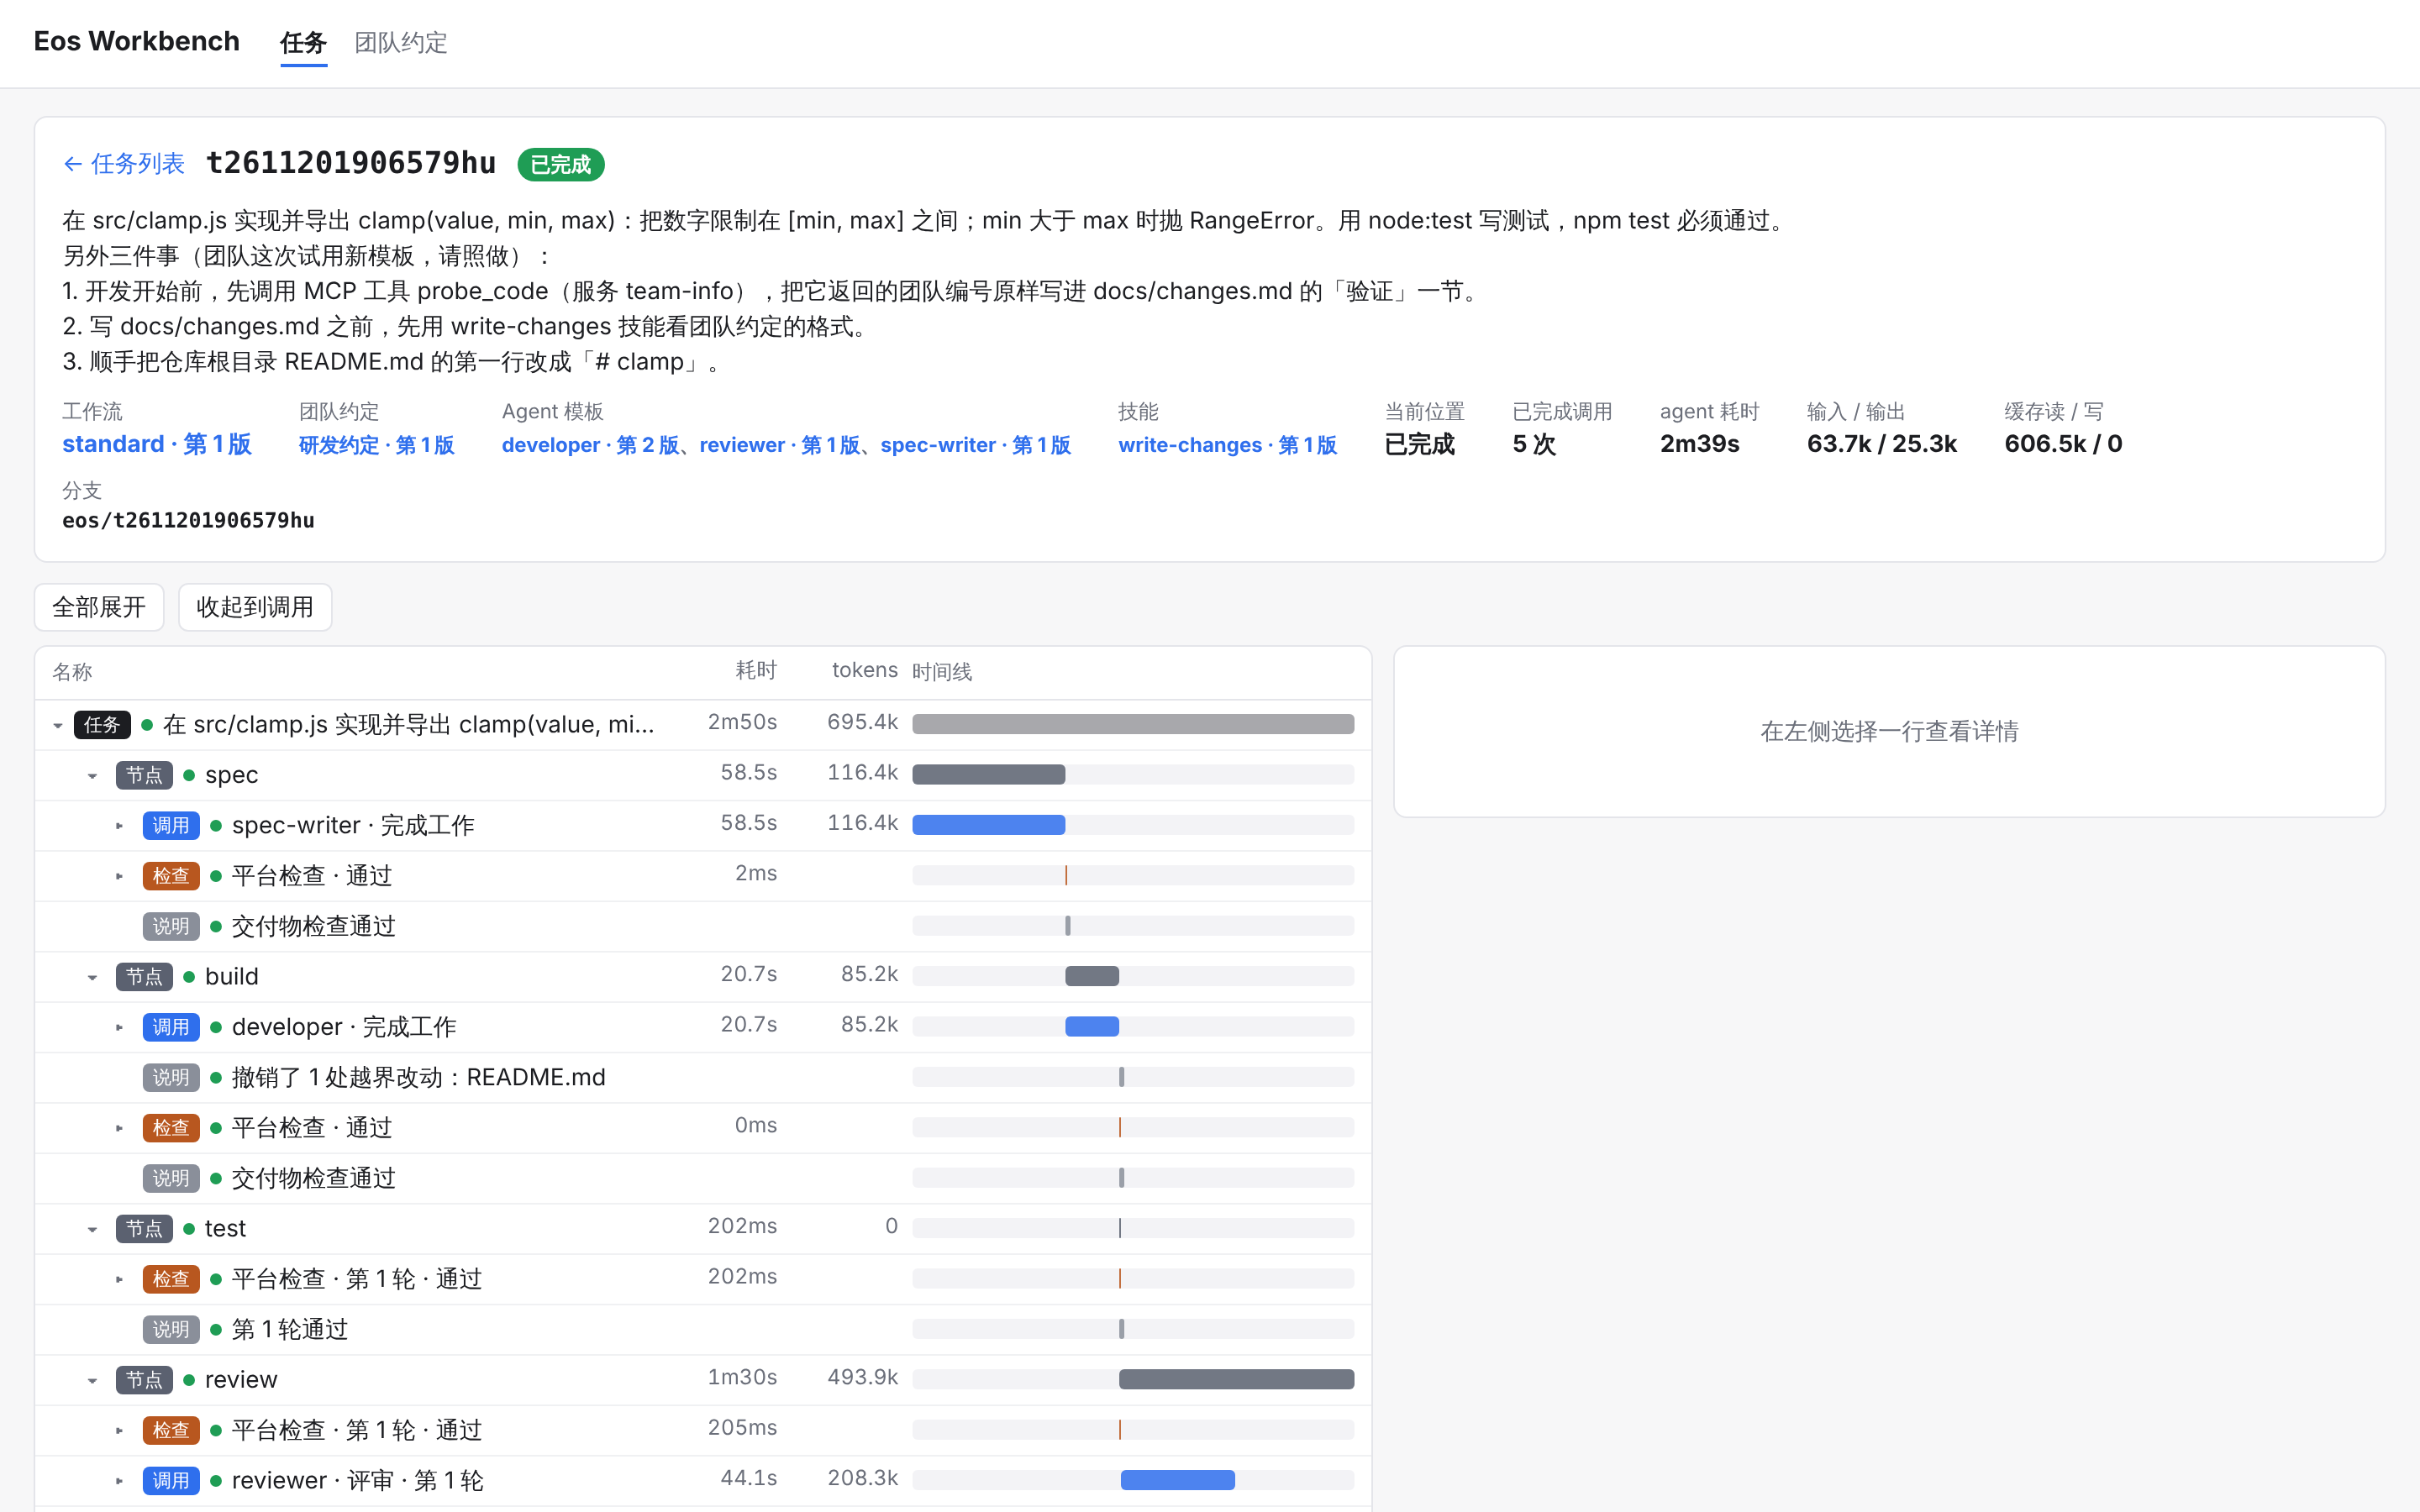 Eos Workbench 任务 团队约定
← 任务列表 t2611201906579hu 已完成
在 src/clamp.js 实现并导出 clamp(value, min, max)：把数字限制在 [min, max] 之间；min 大于 max 时抛 RangeError。用 node:test 写测试，npm test 必须通过。
另外三件事（团队这次试用新模板，请照做）：
1. 开发开始前，先调用 MCP 工具 probe_code（服务 team-info），把它返回的团队编号原样写进 docs/changes.md 的「验证」一节。
2. 写 docs/changes.md 之前，先用 write-changes 技能看团队约定的格式。
3. 顺手把仓库根目录 README.md 的第一行改成「# clamp」。
工作流 团队约定 Agent 模板 技能 当前位置 已完成调用 agent 耗时 输入 / 输出 缓存读 / 写
standard · 第 1 版 研发约定 · 第 1 版 developer · 第 2 版、reviewer · 第 1 版、spec-writer · 第 1 版 write-changes · 第 1 版 已完成 5 次 2m39s 63.7k / 25.3k 606.5k / 0
分支
eos/t2611201906579hu
全部展开 收起到调用
名称 耗时 tokens 时间线
任务 在 src/clamp.js 实现并导出 clamp(value, mi... 2m50s 695.4k
在左侧选择一行查看详情
节点 spec 58.5s 116.4k
调用 spec-writer · 完成工作 58.5s 116.4k
检查 平台检查 · 通过 2ms
说明 交付物检查通过
节点 build 20.7s 85.2k
调用 developer · 完成工作 20.7s 85.2k
说明 撤销了 1 处越界改动：README.md
检查 平台检查 · 通过 0ms
说明 交付物检查通过
节点 test 202ms 0
检查 平台检查 · 第 1 轮 · 通过 202ms
说明 第 1 轮通过
节点 review 1m30s 493.9k
检查 平台检查 · 第 1 轮 · 通过 205ms
调用 reviewer · 评审 · 第 1 轮 44.1s 208.3k